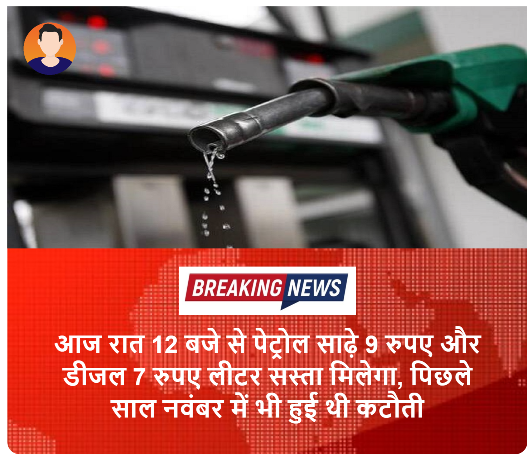 BREAKING NEWS
आज रात 12 बजे से पेट्रोल साढ़े 9 रुपए और
डीजल 7 रुपए लीटर सस्ता मिलेगा, पिछले
साल नवंबर में भी हुई थी कटौती